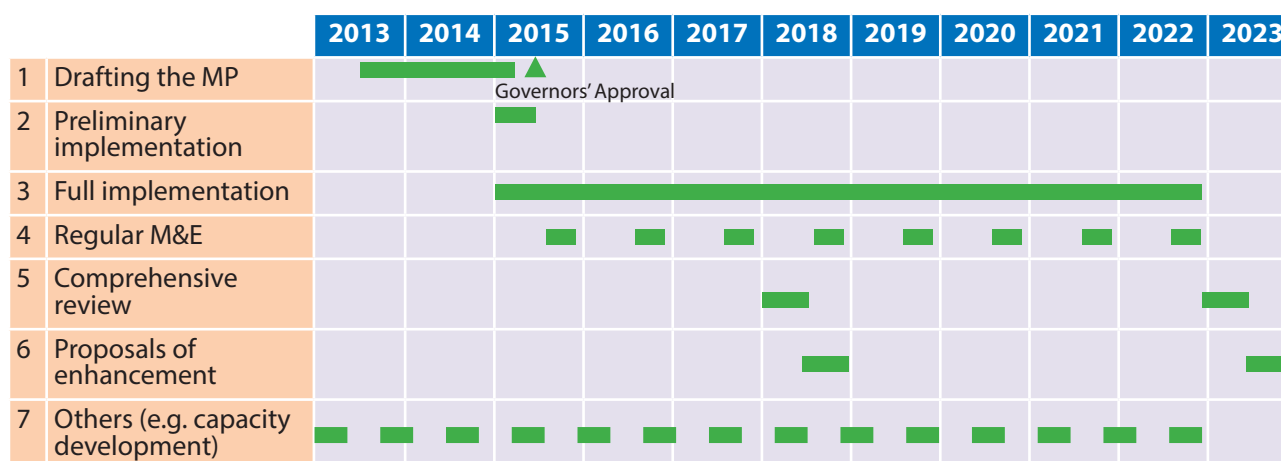 2013 2014 2015 2016 2017 2018 2019 2020 2021 2022 2023
1 Drafting the MP
Governors’ Approval
2 Preliminary
implementation
3 Full implementation
4 Regular M&E
5 Comprehensive
review
6 Proposals of
enhancement
7 Others (e.g. capacity
development)